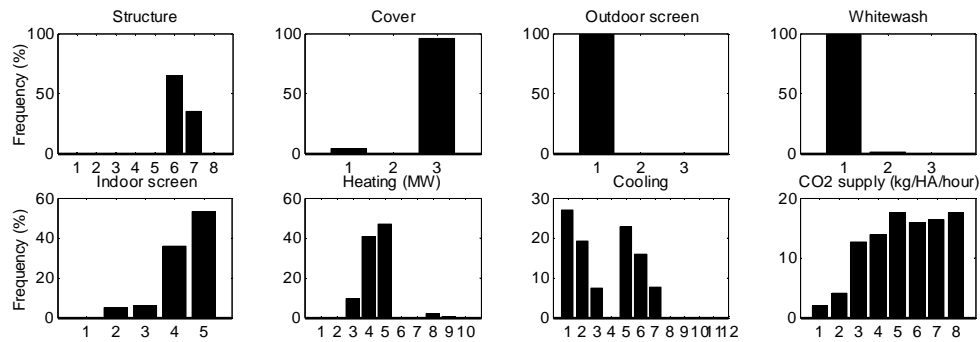 Structure Cover Outdoor screen Whitewash
Frequency (%)
100 100 100 100
50 50 50 50
0 0 0 0
1 2 3 4 5 6 7 8 1 2 3 1 2 3 1 2 3
Indoor screen Heating (MW) Cooling CO2 supply (kg/HA/hour)
Frequency (%)
60 60 30 20
40 40 20
10
20 20 10
0 0 0 0
1 2 3 4 5 1 2 3 4 5 6 7 8 9 10 1 2 3 4 5 6 7 8 9 10 11 12 1 2 3 4 5 6 7 8